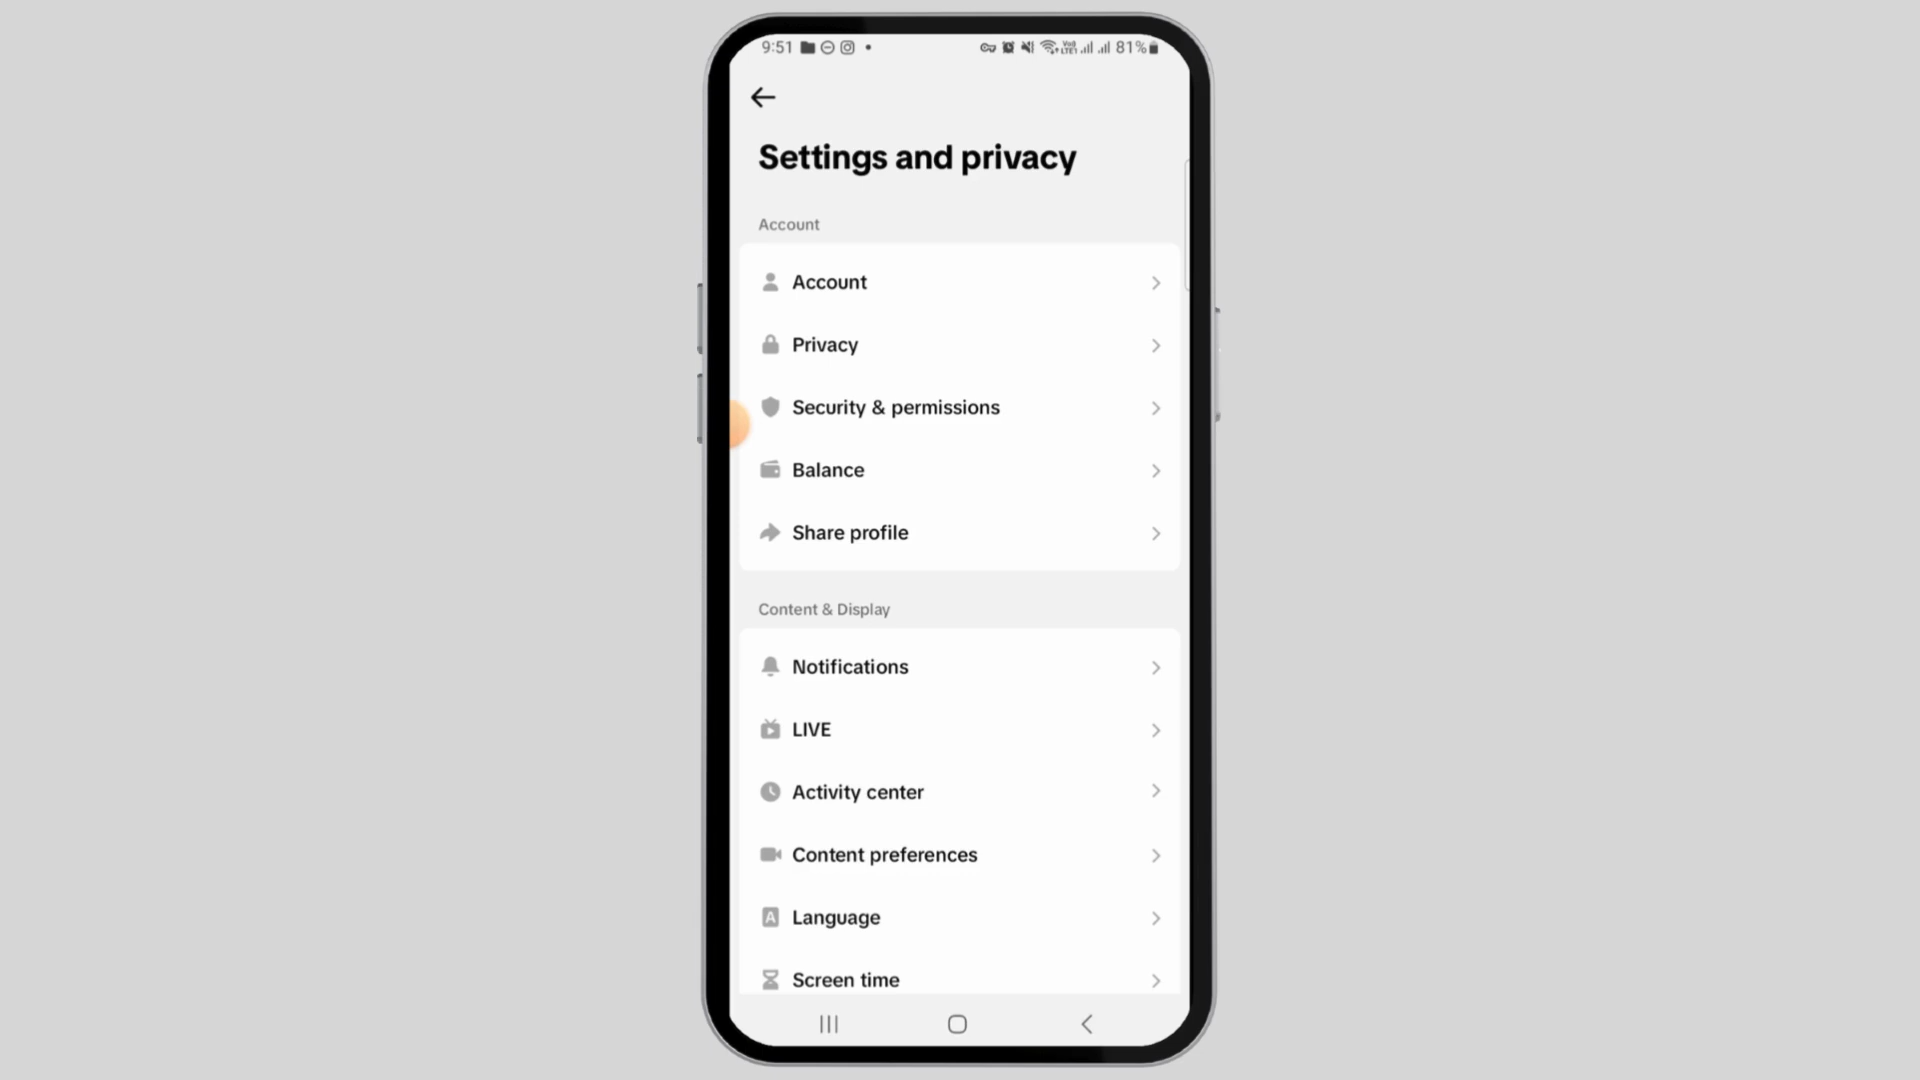 9:51 81%
Settings and privacy
Account
Account
Privacy
Security & permissions
Balance
Share profile
Content & Display
Notifications
LIVE
Activity center
Content preferences
A Language
Screen time